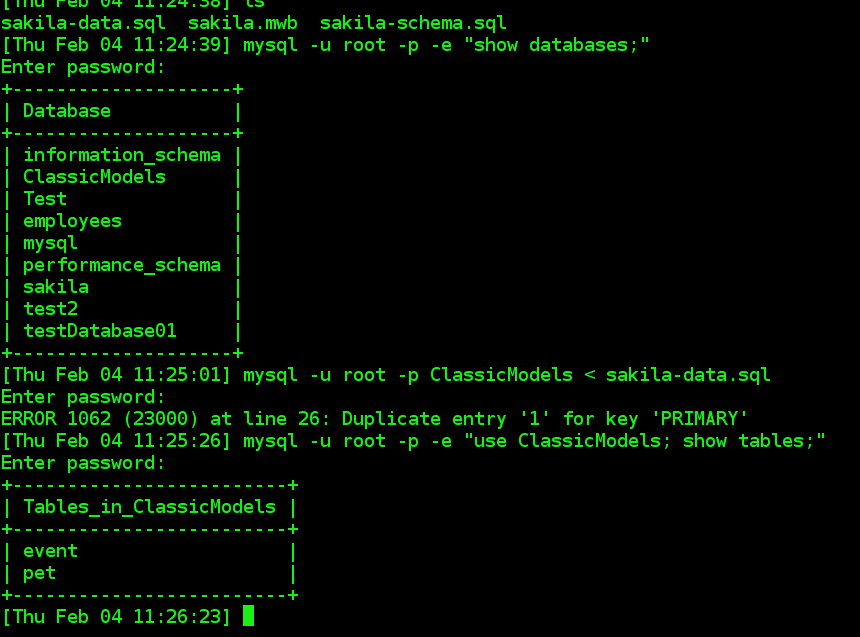 [Thu Feb 04 11:24:38] ls
sakila-data.sql  sakila.mwb  sakila-schema.sql
[Thu Feb 04 11:24:39] mysql -u root -p -e "show databases;"
Enter password:
+--------------------+
| Database           |
+--------------------+
| information_schema |
| ClassicModels      |
| Test               |
| employees          |
| mysql              |
| performance_schema |
| sakila             |
| test2              |
| testDatabase01     |
+--------------------+
[Thu Feb 04 11:25:01] mysql -u root -p ClassicModels < sakila-data.sql
Enter password:
ERROR 1062 (23000) at line 26: Duplicate entry '1' for key 'PRIMARY'
[Thu Feb 04 11:25:26] mysql -u root -p -e "use ClassicModels; show tables;"
Enter password:
+-------------------------+
| Tables_in_ClassicModels |
+-------------------------+
| event                   |
| pet                     |
+-------------------------+
[Thu Feb 04 11:26:23]